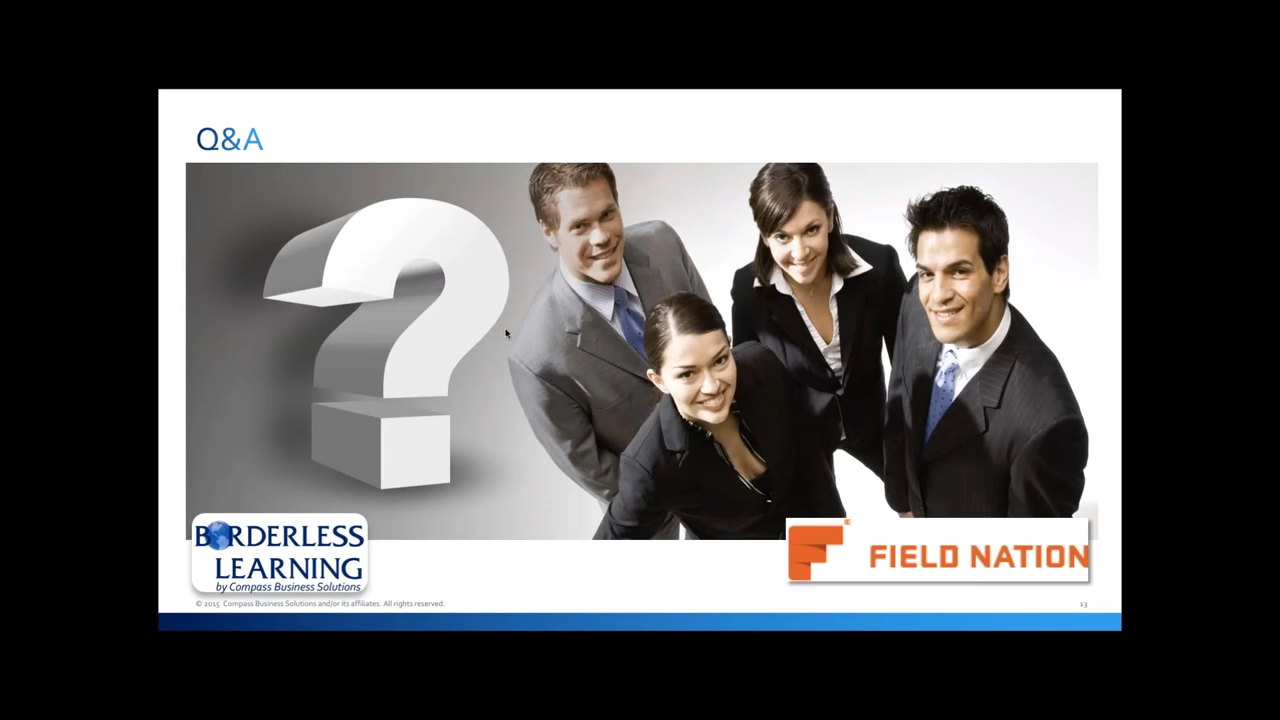 Q&A
?
BORDERLESS
LEARNING
by Compass Business Solutions
F®
FIELD NATION
© 2015 Compass Business Solutions and/or its affiliates. All rights reserved.
13